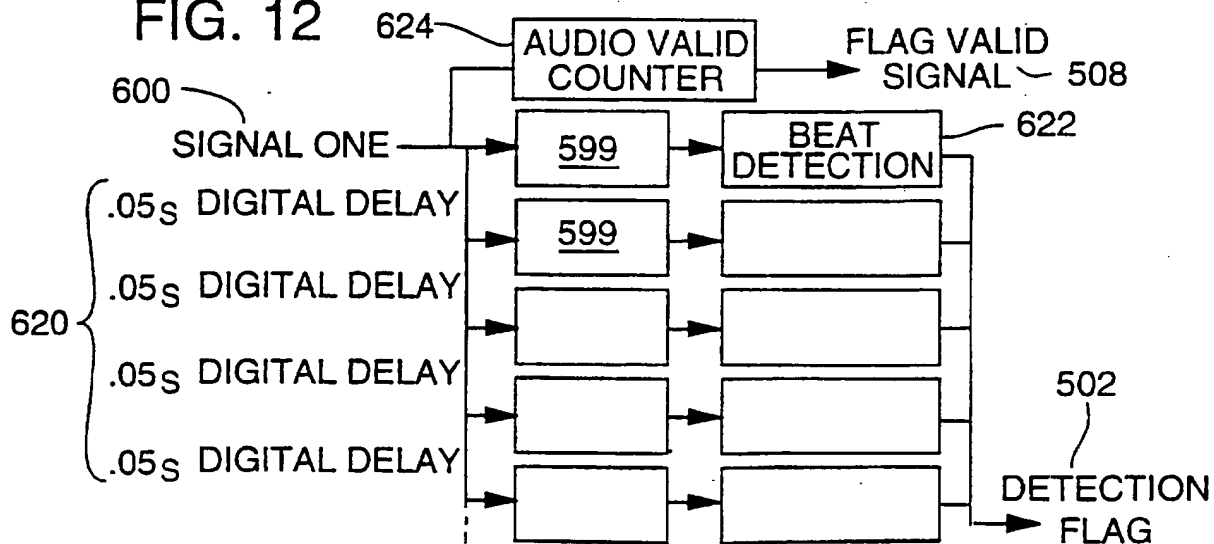 FIG. 12
624
AUDIO VALID
COUNTER
FLAG VALID
SIGNAL
508
600
SIGNAL ONE
599
BEAT
DETECTION
622
.05s DIGITAL DELAY
599
.05s DIGITAL DELAY
620
.05s DIGITAL DELAY
.05s DIGITAL DELAY
502
DETECTION
FLAG